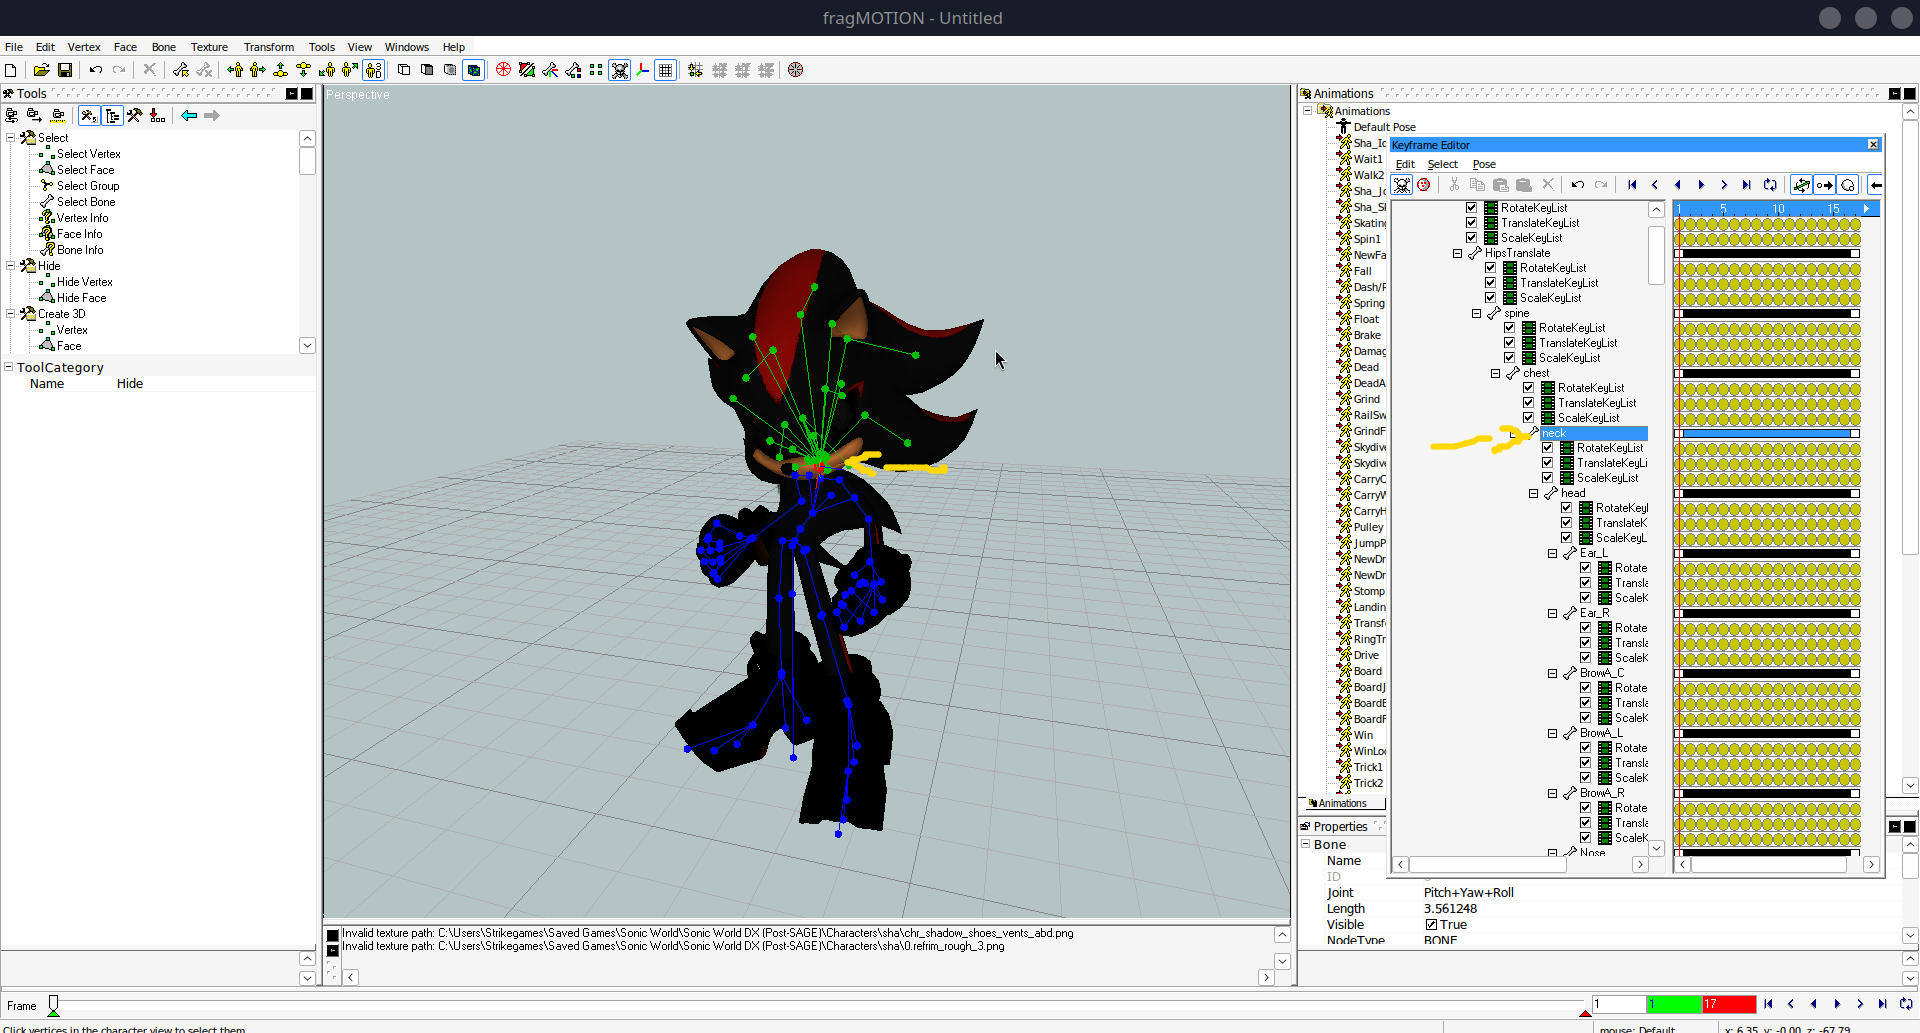 fragMOTION - Untitled
File Edit Vertex Face Bone Texture Transform Tools View Windows Help
Tools
Select
Select Vertex
Select Face
Select Group
Select Bone
Vertex Info
Face Info
Bone Info
Hide
Hide Vertex
Hide Face
Create 3D
Vertex
Face
ToolCategory
Name Hide
Perspective
Invalid texture path: C:\Users\Strikegames\Saved Games\Sonic World\Sonic World DX (Post-SAGE)\Characters\sha\chr_shadow_shoes_vents_abd.png
Invalid texture path: C:\Users\Strikegames\Saved Games\Sonic World\Sonic World DX (Post-SAGE)\Characters\sha\0.refrim_rough_3.png
Animations
Animations
Default Pose
Sha_Ic
Wait1
Walk2
Sha_Jc
Sha_Sl
Skating
Spin1
NewFa
Fall
Dash/F
Spring
Float
Brake
Damag
Dead
DeadA
Grind
RailSw
GrindF
Skydive
Skydive
CarryC
CarryW
CarryH
Pulley
JumpP
NewDr
NewDr
Stomp
Landin
Transf
RingTr
Drive
Board
BoardJ
BoardE
BoardF
Win
WinLo
Trick1
Trick2
Animations
Keyframe Editor
Edit Select Pose
1 5 10 15
RotateKeyList
TranslateKeyList
ScaleKeyList
HipsTranslate
RotateKeyList
TranslateKeyList
ScaleKeyList
spine
RotateKeyList
TranslateKeyList
ScaleKeyList
chest
RotateKeyList
TranslateKeyList
ScaleKeyList
neck
RotateKeyList
TranslateKeyLi
ScaleKeyList
head
RotateKeyl
TranslateK
ScaleKeyL
Ear_L
Rotate
Transla
ScaleK
Ear_R
Rotate
Transla
ScaleK
BrowA_C
Rotate
Transla
ScaleK
BrowA_L
Rotate
Transla
ScaleK
BrowA_R
Rotate
Transla
ScaleK
Nose
Properties
Bone
Name
ID
Joint Pitch+Yaw+Roll
Length 3.561248
Visible True
NodeType BONE
Frame
1 1 17
Click vertices in the character view to select them
mouse: Default
x: 6.35, y: -0.00, z: -67.79